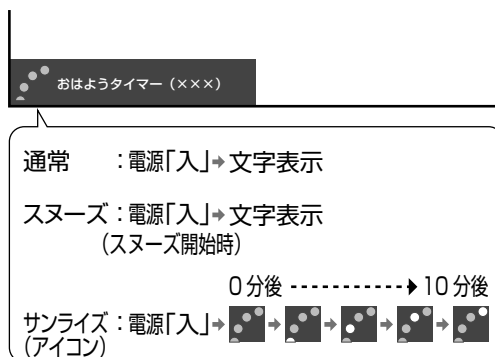 おはようタイマー（×××）
通常　　：電源「入」➔文字表示
スヌーズ：電源「入」➔文字表示
（スヌーズ開始時）
0分後 ----------➔10分後
サンライズ：電源「入」➔ ➔ ➔ ➔ ➔
（アイコン）